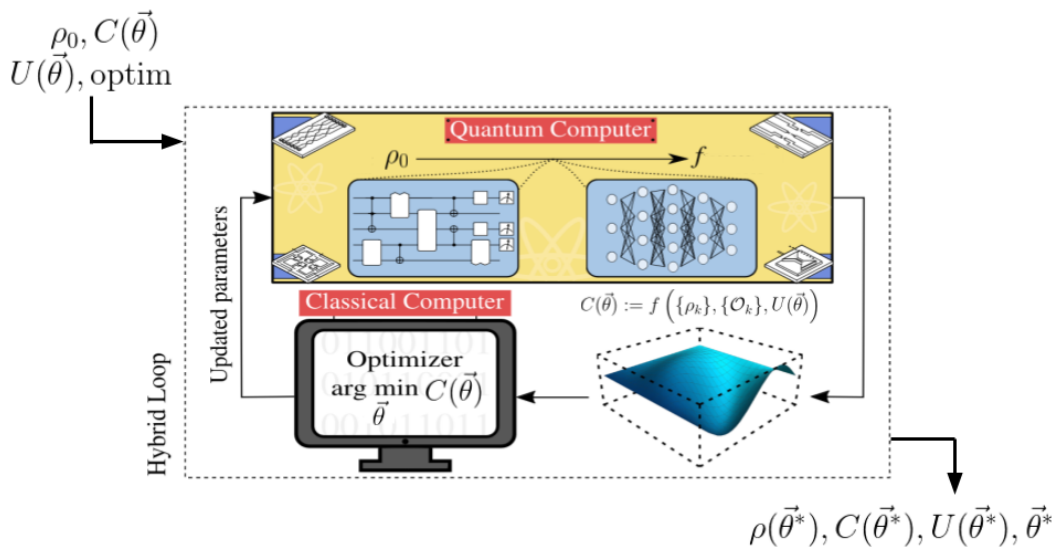 ρ₀, C(θ⃗)
U(θ⃗), optim
Quantum Computer
ρ₀ f
Updated parameters
Hybrid Loop
Classical Computer
C(θ⃗) := f ({ρₖ}, {𝒪ₖ}, U(θ⃗))
Optimizer
arg min C(θ⃗)
θ⃗
ρ(θ⃗*), C(θ⃗*), U(θ⃗*), θ⃗*